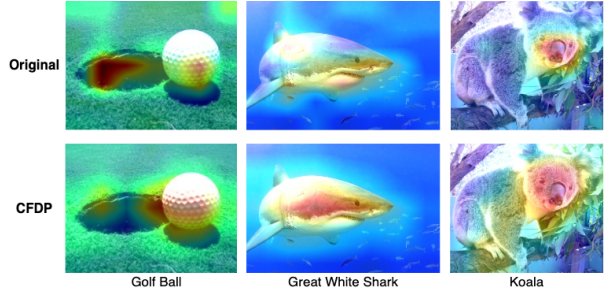 Original
CFDP
Golf Ball
Great White Shark
Koala